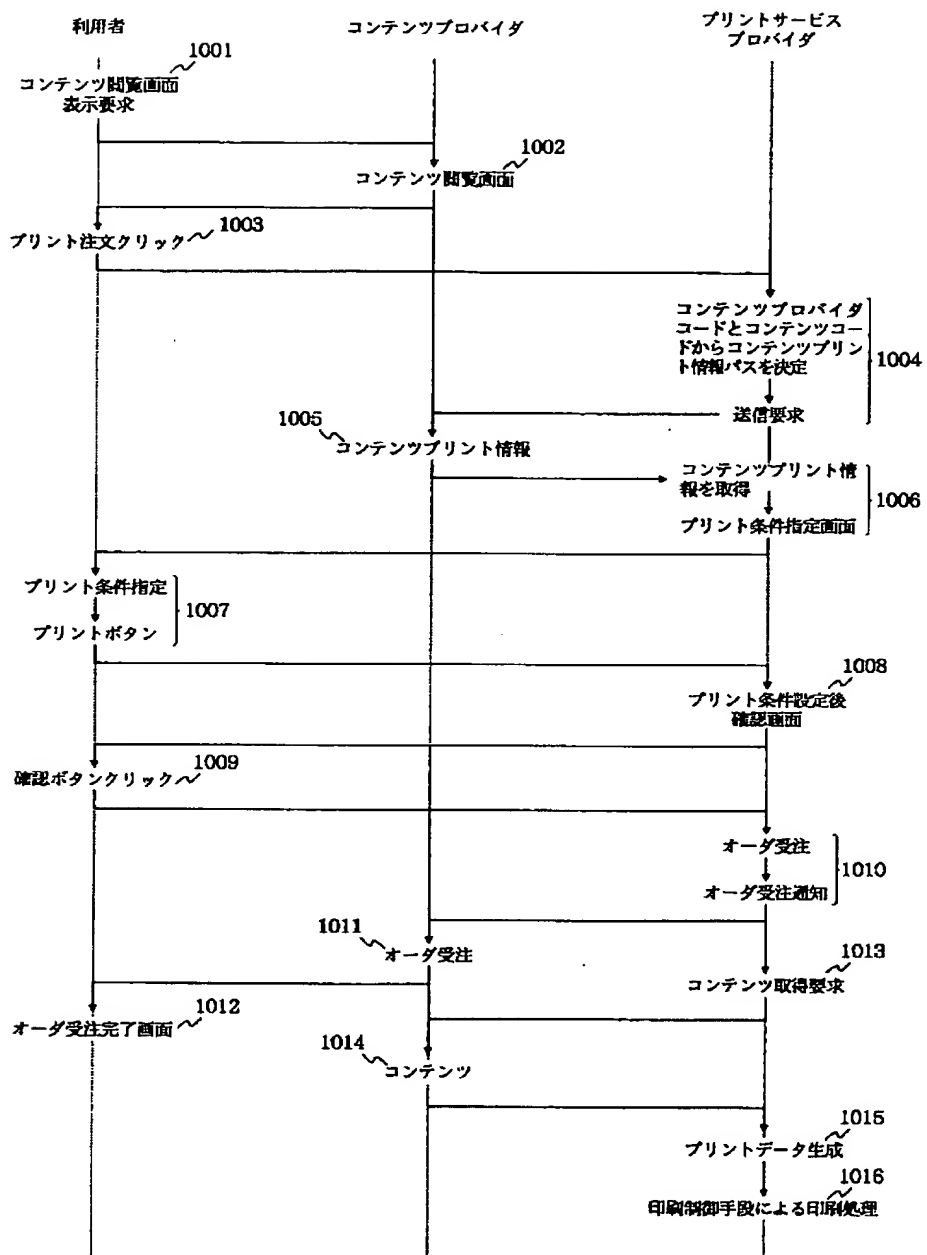 利用者
コンテンツプロバイダ
プリントサービス
プロバイダ
1001
コンテンツ閲覧画面
表示要求
1002
コンテンツ閲覧画面
1003
プリント注文クリック
コンテンツプロバイダ
コードとコンテンツコー
ドからコンテンツプリン
ト情報パスを決定
1004
送信要求
1005
コンテンツプリント情報
コンテンツプリント情
報を取得
1006
プリント条件指定画面
プリント条件指定
1007
プリントボタン
1008
プリント条件設定後
確認画面
1009
確認ボタンクリック
オーダ受注
1010
オーダ受注通知
1011
オーダ受注
1013
コンテンツ取得要求
1012
オーダ受注完了画面
1014
コンテンツ
1015
プリントデータ生成
1016
印刷制御手段による印刷処理